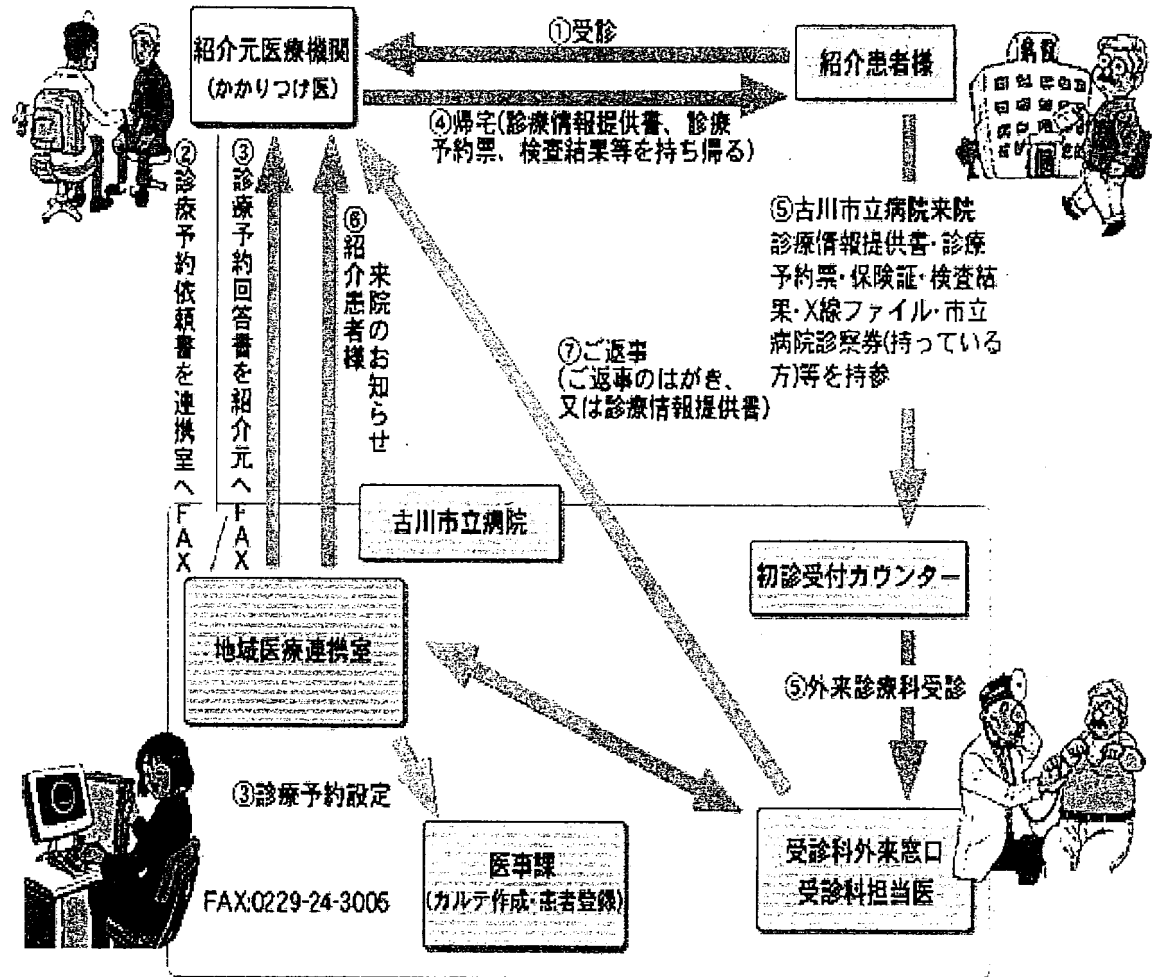 紹介元医療機関
(かかりつけ医)
①受診
紹介患者様
病院
④帰宅(診療情報提供書、診療
予約票、検査結果等を持ち帰る)
②診療予約依頼書を連携室へFAX
③診療予約回答書を紹介元へFAX
⑥紹介患者様
来院のお知らせ
⑤古川市立病院来院
診療情報提供書・診療
予約票・保険証・検査結
果・X線ファイル・市立
病院診察券(持っている
方)等を持参
⑦ご返事
(ご返事のはがき、
又は診療情報提供書)
古川市立病院
初診受付カウンター
地域医療連携室
⑤外来診療科受診
③診療予約設定
FAX:0229-24-3005
医事課
(カルテ作成・患者登録)
受診科外来窓口
受診科担当医